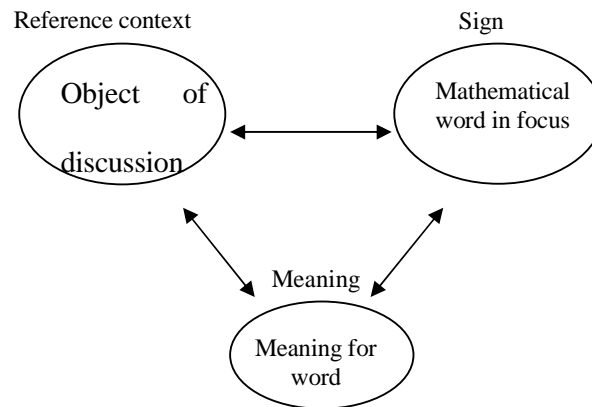 Reference context
Sign
Object of
discussion
Mathematical
word in focus
Meaning
Meaning for
word